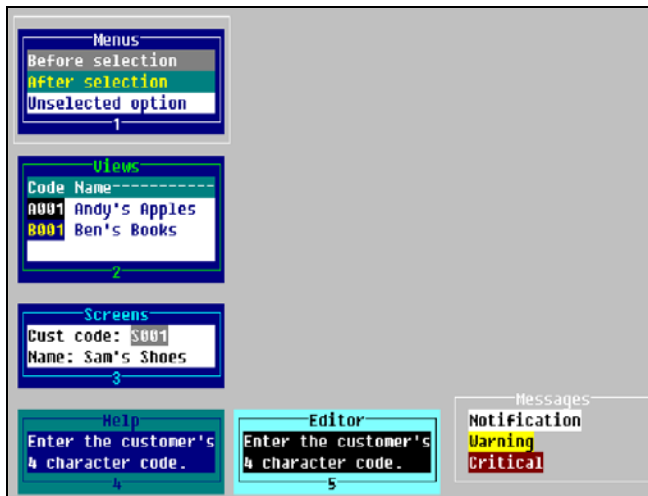 Menus
Before selection
After selection
Unselected option
1
Views
Code Name-----------
A001 Andy's Apples
B001 Ben's Books
2
Screens
Cust code: S001
Name: Sam's Shoes
3
Help
Enter the customer's
4 character code.
4
Editor
Enter the customer's
4 character code.
5
Messages
Notification
Warning
Critical